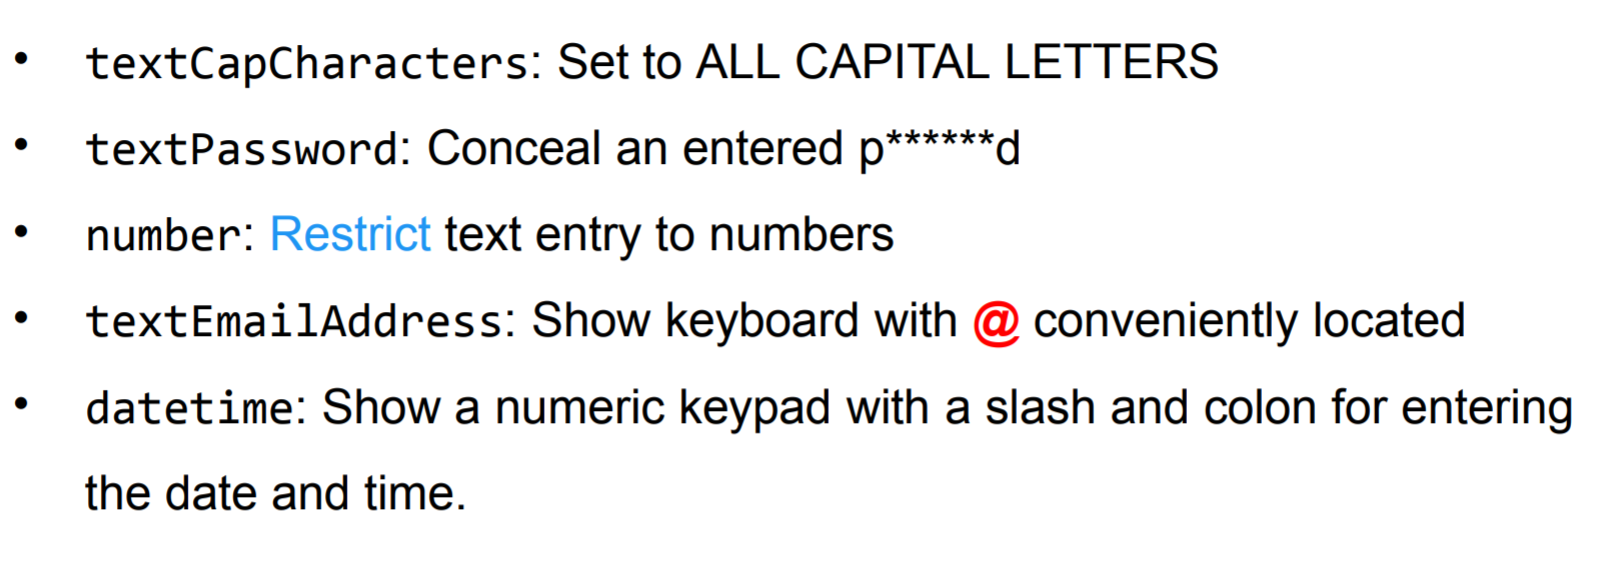 • textCapCharacters: Set to ALL CAPITAL LETTERS
• textPassword: Conceal an entered p******d
• number: Restrict text entry to numbers
• textEmailAddress: Show keyboard with @ conveniently located
• datetime: Show a numeric keypad with a slash and colon for entering
the date and time.